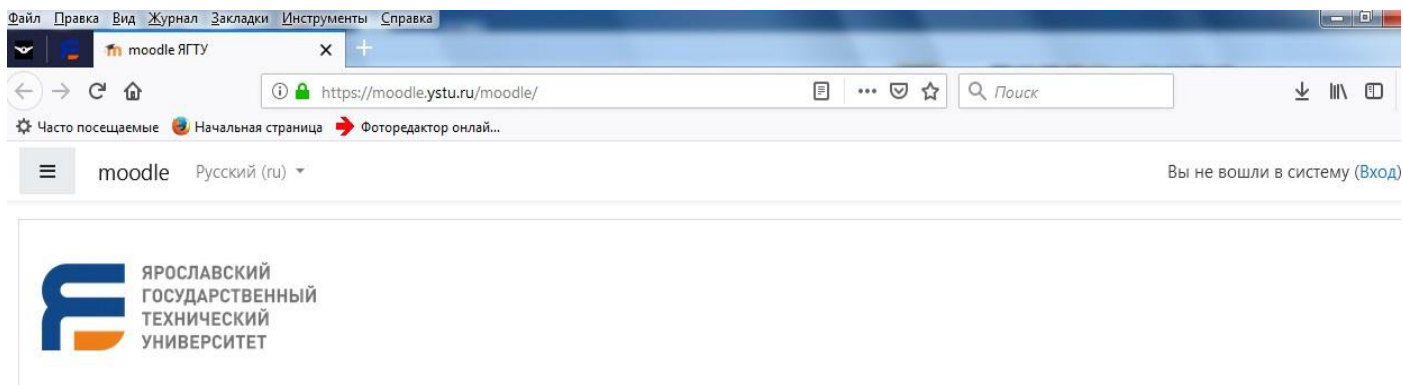 Файл Правка Вид Журнал Закладки Инструменты Справка
moodle ЯГТУ
https://moodle.ystu.ru/moodle/
Поиск
Часто посещаемые Начальная страница Фоторедактор онлай...
moodle Русский (ru) Вы не вошли в систему (Вход)
ЯРОСЛАВСКИЙ
ГОСУДАРСТВЕННЫЙ
ТЕХНИЧЕСКИЙ
УНИВЕРСИТЕТ